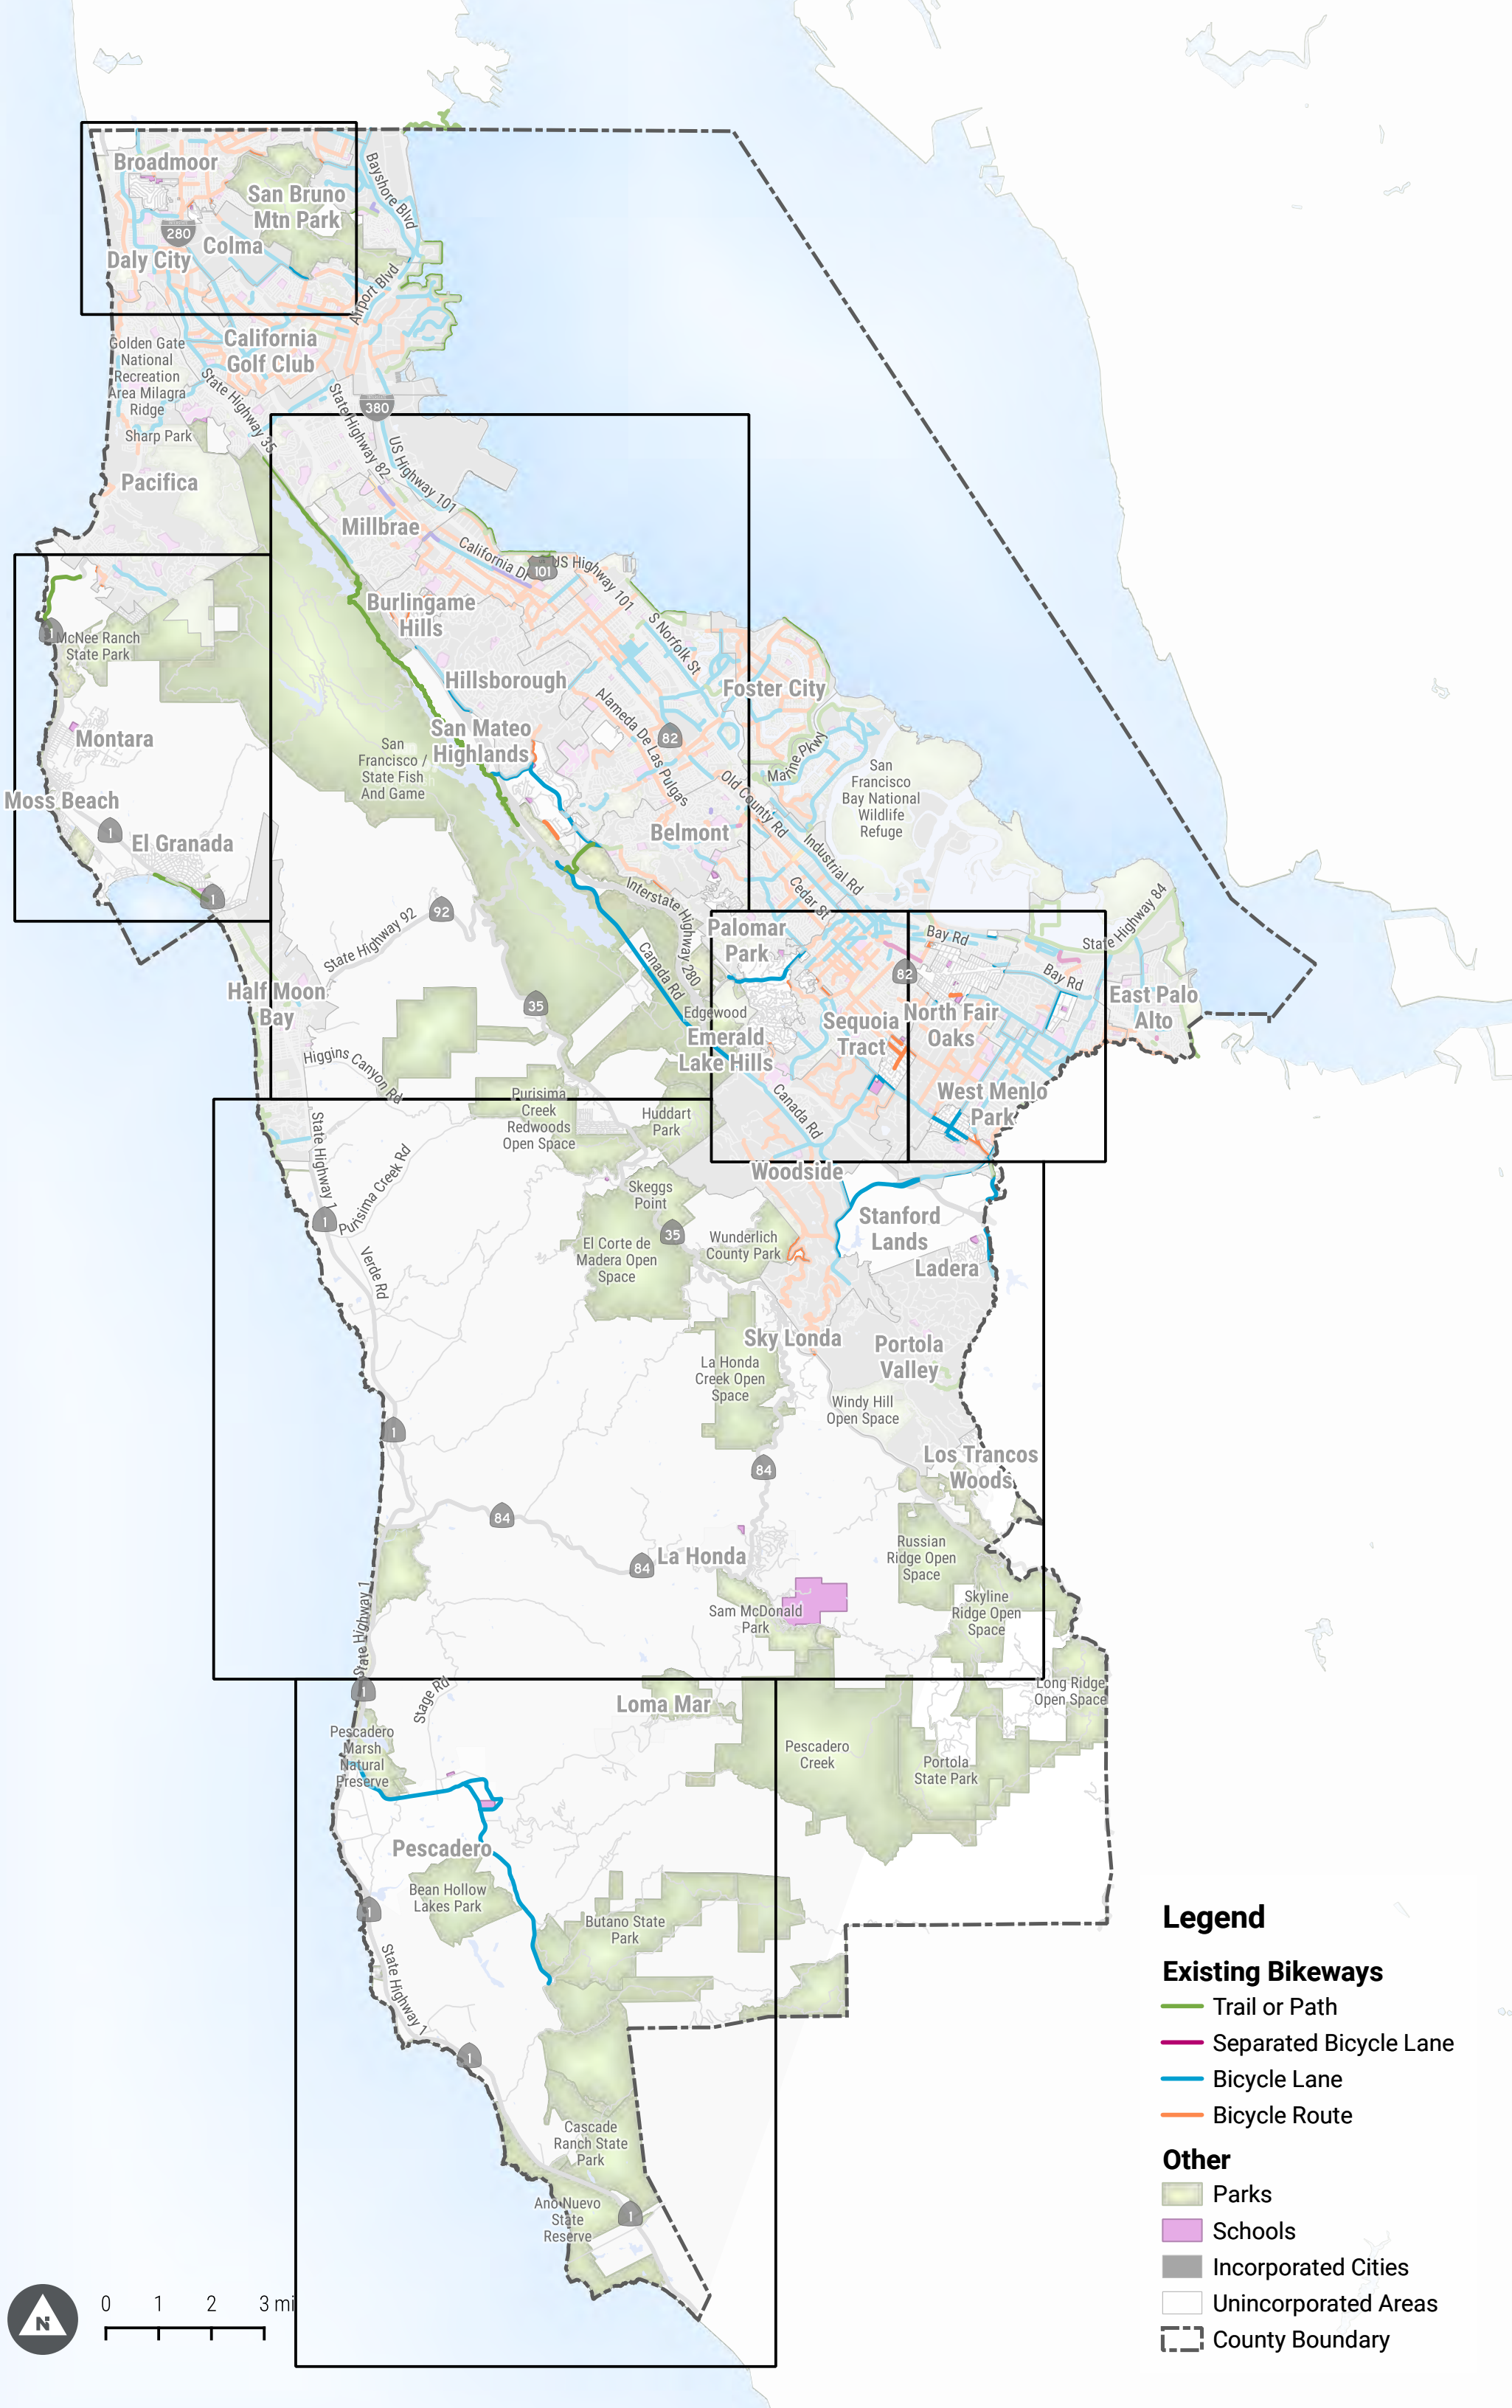 Broadmoor
San Bruno
Mtn Park
Bayshore Blvd
280
Colma
Daly City
Airport Blvd
California
Golf Club
Golden Gate
National
Recreation
Area Milagra
Ridge
State Highway 35
State Highway 82
380
Sharp Park
US Highway 101
Pacifica
Millbrae
California Dr
101
US Highway 101
Burlingame
Hills
1
McNee Ranch
State Park
S Norfolk St
Hillsborough
Foster City
Alameda De Las Pulgas
San Mateo
Highlands
82
Montara
San
Francisco /
State Fish
And Game
Marine Pkwy
San
Francisco
Bay National
Wildlife
Refuge
Old County Rd
Moss Beach
1
El Granada
Belmont
Industrial Rd
Cedar St
1
Interstate Highway 280
92
State Highway 92
Palomar
Park
Bay Rd
State Highway 84
Canada Rd
82
Bay Rd
Half Moon
Bay
35
Edgewood
East Palo
Alto
Sequoia
Tract
North Fair
Oaks
Emerald
Lake Hills
Higgins Canyon Rd
Purisima
Creek
Redwoods
Open Space
Huddart
Park
Canada Rd
West Menlo
Park
State Highway 1
Purisima Creek Rd
Woodside
Skeggs
Point
1
35
Stanford
Lands
El Corte de
Madera Open
Space
Wunderlich
County Park
Verde Rd
Ladera
Sky Londa
Portola
Valley
La Honda
Creek Open
Space
Windy Hill
Open Space
1
Los Trancos
Woods
84
84
84
La Honda
Russian
Ridge Open
Space
Sam McDonald
Park
Skyline
Ridge Open
Space
State Highway 1
1
Stage Rd
Loma Mar
Long Ridge
Open Space
Pescadero
Marsh
Natural
Preserve
Pescadero
Creek
Portola
State Park
Pescadero
Bean Hollow
Lakes Park
1
Butano State
Park
State Highway 1
1
Cascade
Ranch State
Park
Ano Nuevo
State
Reserve
1
Legend
Existing Bikeways
Trail or Path
Separated Bicycle Lane
Bicycle Lane
Bicycle Route
Other
Parks
Schools
Incorporated Cities
Unincorporated Areas
County Boundary
N
0 1 2 3 mi